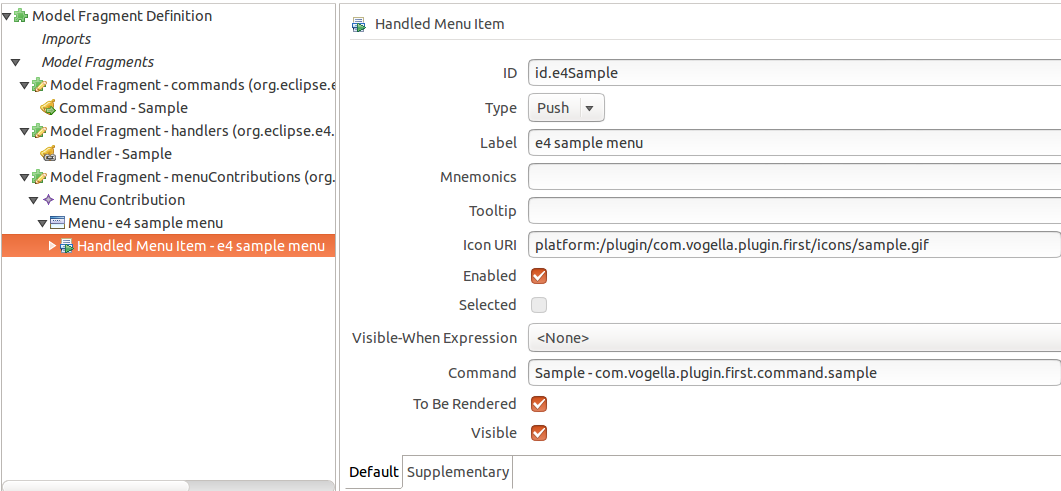 Model Fragment Definition
Imports
Model Fragments
Model Fragment - commands (org.eclipse.e
Command - Sample
Model Fragment - handlers (org.eclipse.e4.
Handler - Sample
Model Fragment - menuContributions (org.
Menu Contribution
Menu - e4 sample menu
Handled Menu Item - e4 sample menu
Handled Menu Item
ID id.e4Sample
Type Push
Label e4 sample menu
Mnemonics
Tooltip
Icon URI platform:/plugin/com.vogella.plugin.first/icons/sample.gif
Enabled
Selected
Visible-When Expression <None>
Command Sample - com.vogella.plugin.first.command.sample
To Be Rendered
Visible
Default Supplementary